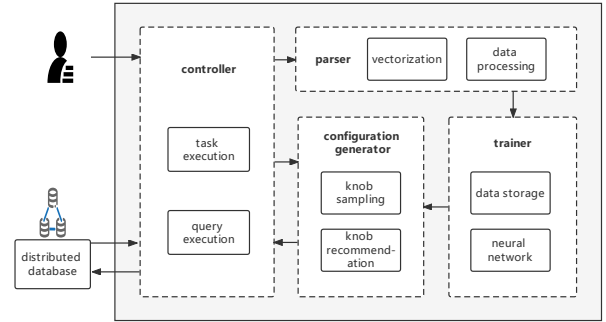 controller
task
execution
query
execution
parser
vectorization
data
processing
configuration
generator
knob
sampling
knob
recommend-
ation
trainer
data storage
neural
network
distributed
database